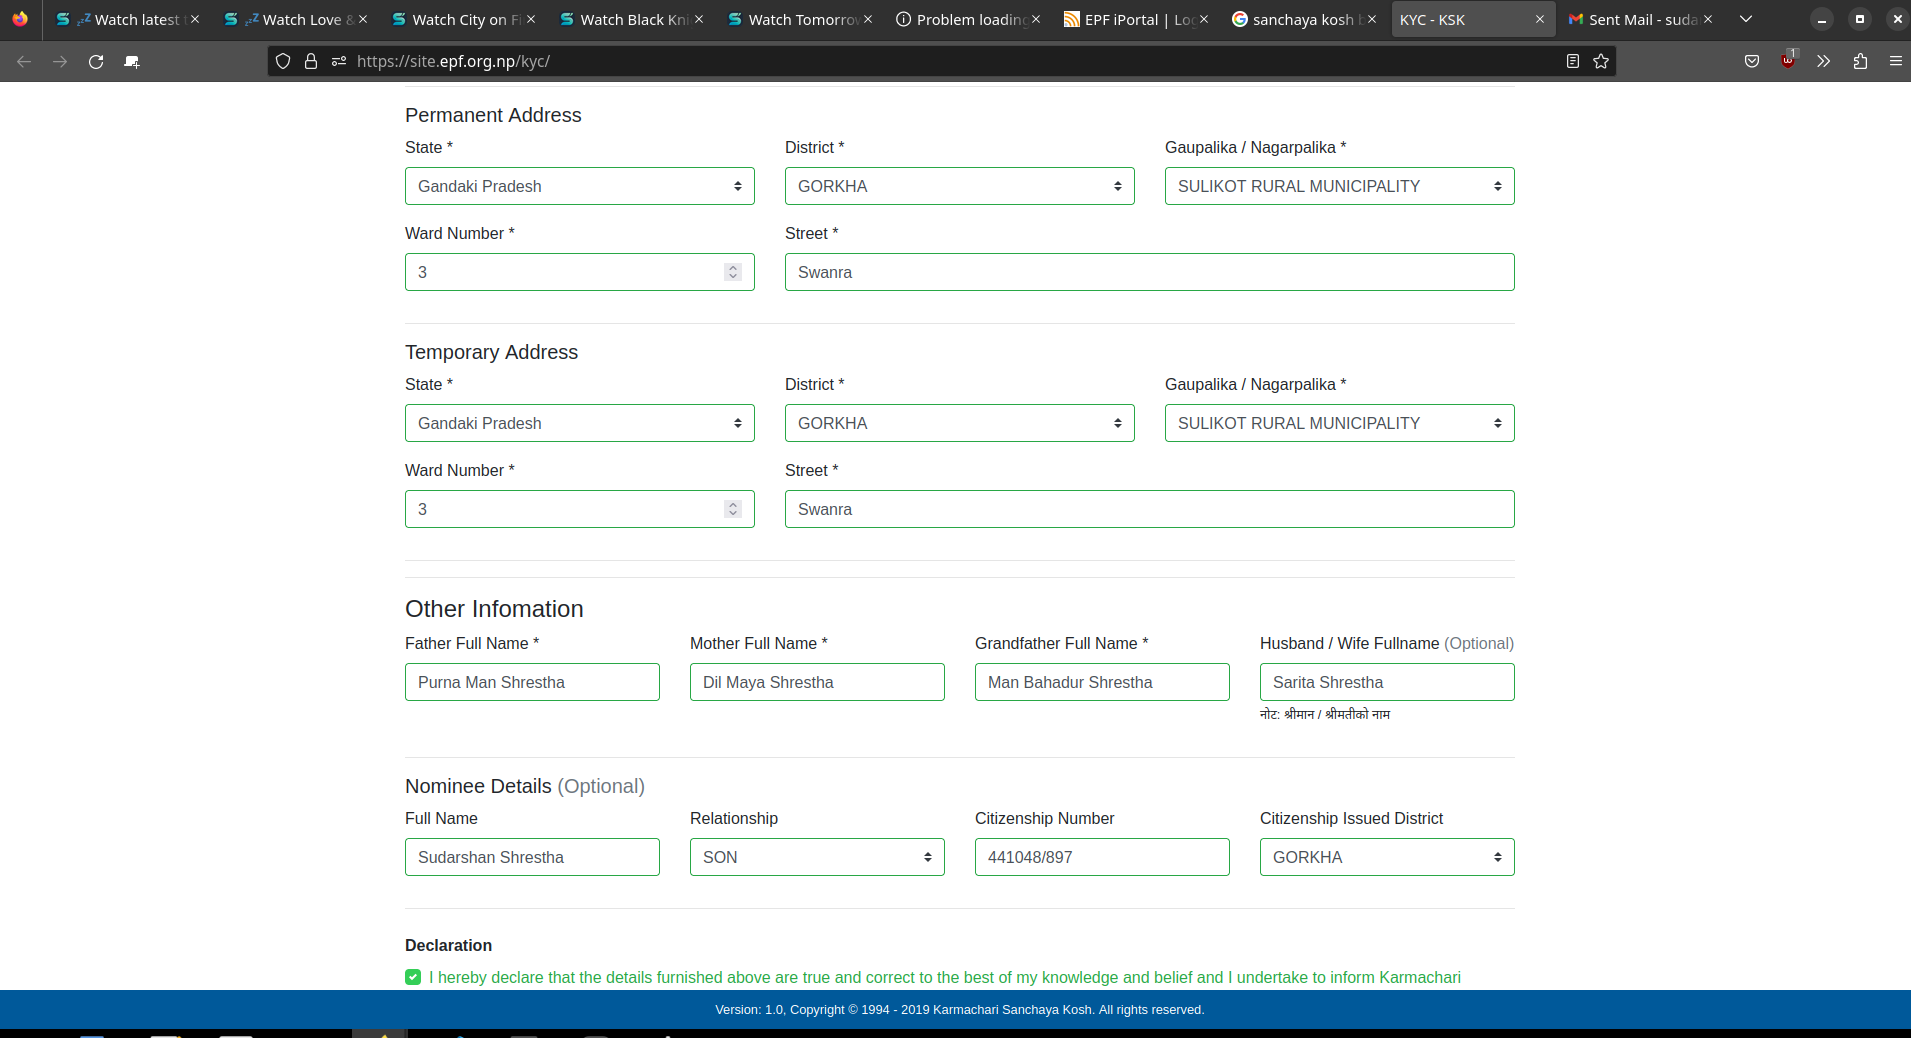 Watch latest
Watch Love &
Watch City on Fi
Watch Black Kni
Watch Tomorrow
Problem loading
EPF iPortal | Log
sanchaya kosh
KYC - KSK
Sent Mail - suda
https://site.epf.org.np/kyc/
1
Permanent Address
State * District * Gaupalika / Nagarpalika *
Gandaki Pradesh GORKHA SULIKOT RURAL MUNICIPALITY
Ward Number * Street *
3 Swanra
Temporary Address
State * District * Gaupalika / Nagarpalika *
Gandaki Pradesh GORKHA SULIKOT RURAL MUNICIPALITY
Ward Number * Street *
3 Swanra
Other Infomation
Father Full Name * Mother Full Name * Grandfather Full Name * Husband / Wife Fullname (Optional)
Purna Man Shrestha Dil Maya Shrestha Man Bahadur Shrestha Sarita Shrestha
नोट: श्रीमान / श्रीमतीको नाम
Nominee Details (Optional)
Full Name Relationship Citizenship Number Citizenship Issued District
Sudarshan Shrestha SON 441048/897 GORKHA
Declaration
I hereby declare that the details furnished above are true and correct to the best of my knowledge and belief and I undertake to inform Karmachari
Version: 1.0, Copyright © 1994 - 2019 Karmachari Sanchaya Kosh. All rights reserved.